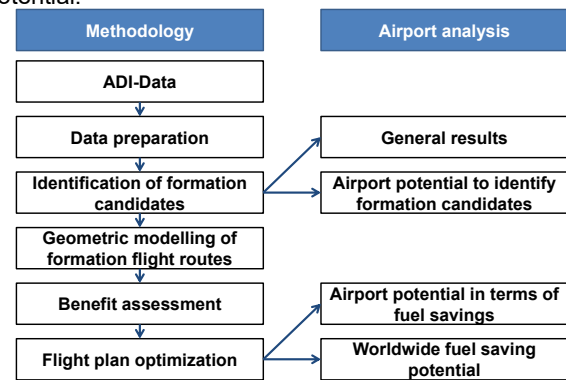 Methodology
Airport analysis
ADI-Data
Data preparation
General results
Identification of formation
candidates
Airport potential to identify
formation candidates
Geometric modelling of
formation flight routes
Benefit assessment
Airport potential in terms of
fuel savings
Flight plan optimization
Worldwide fuel saving
potential